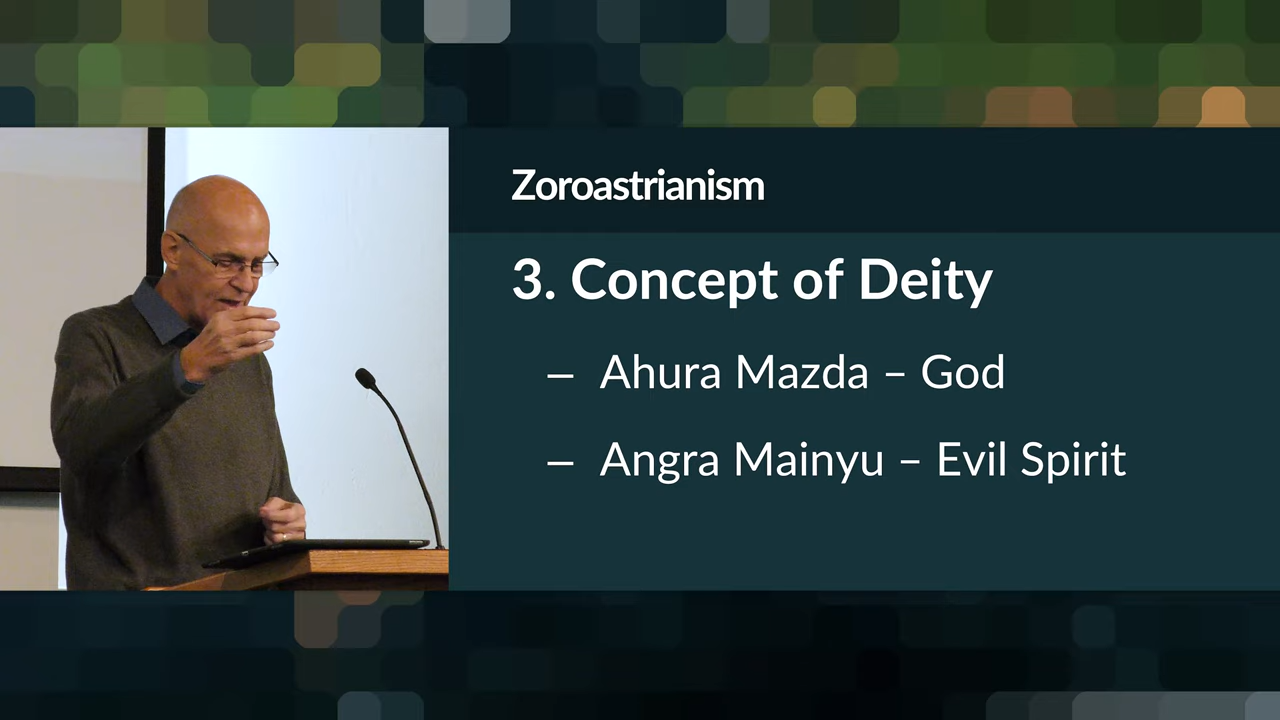 Zoroastrianism
3. Concept of Deity
– Ahura Mazda – God
– Angra Mainyu – Evil Spirit